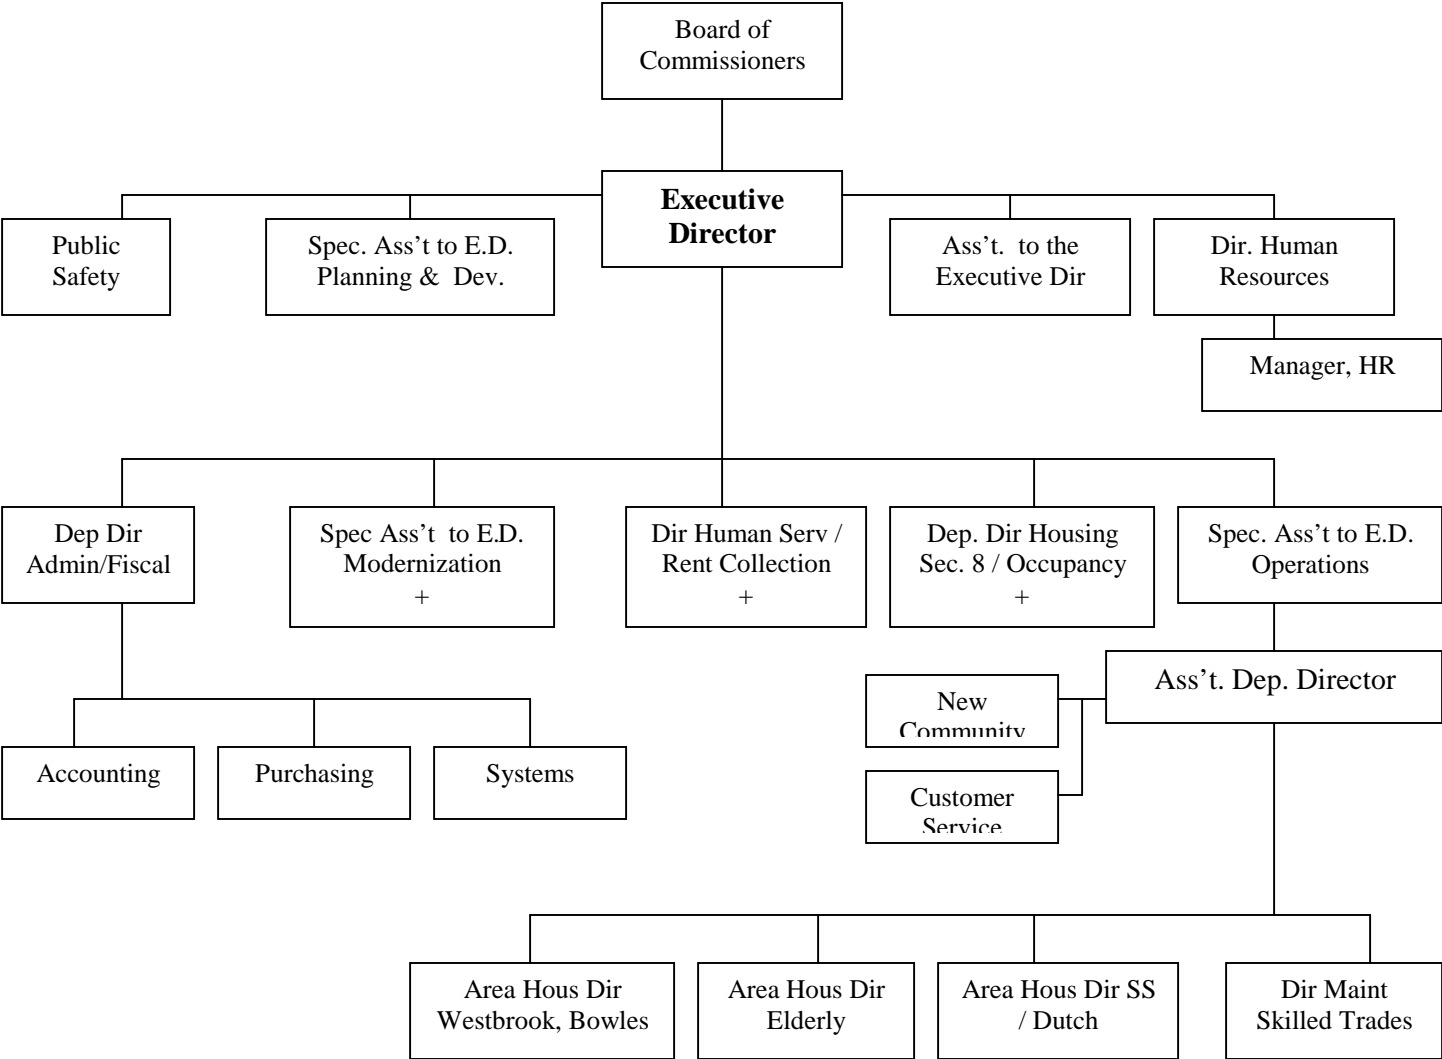 Board of
Commissioners
Executive
Director
Public
Safety
Spec. Ass’t to E.D.
Planning & Dev.
Ass’t. to the
Executive Dir
Dir. Human
Resources
Manager, HR
Dep Dir
Admin/Fiscal
Spec Ass’t to E.D.
Modernization
+
Dir Human Serv /
Rent Collection
+
Dep. Dir Housing
Sec. 8 / Occupancy
+
Spec. Ass’t to E.D.
Operations
Ass’t. Dep. Director
New
Community
Customer
Service
Accounting
Purchasing
Systems
Area Hous Dir
Westbrook, Bowles
Area Hous Dir
Elderly
Area Hous Dir SS
/ Dutch
Dir Maint
Skilled Trades